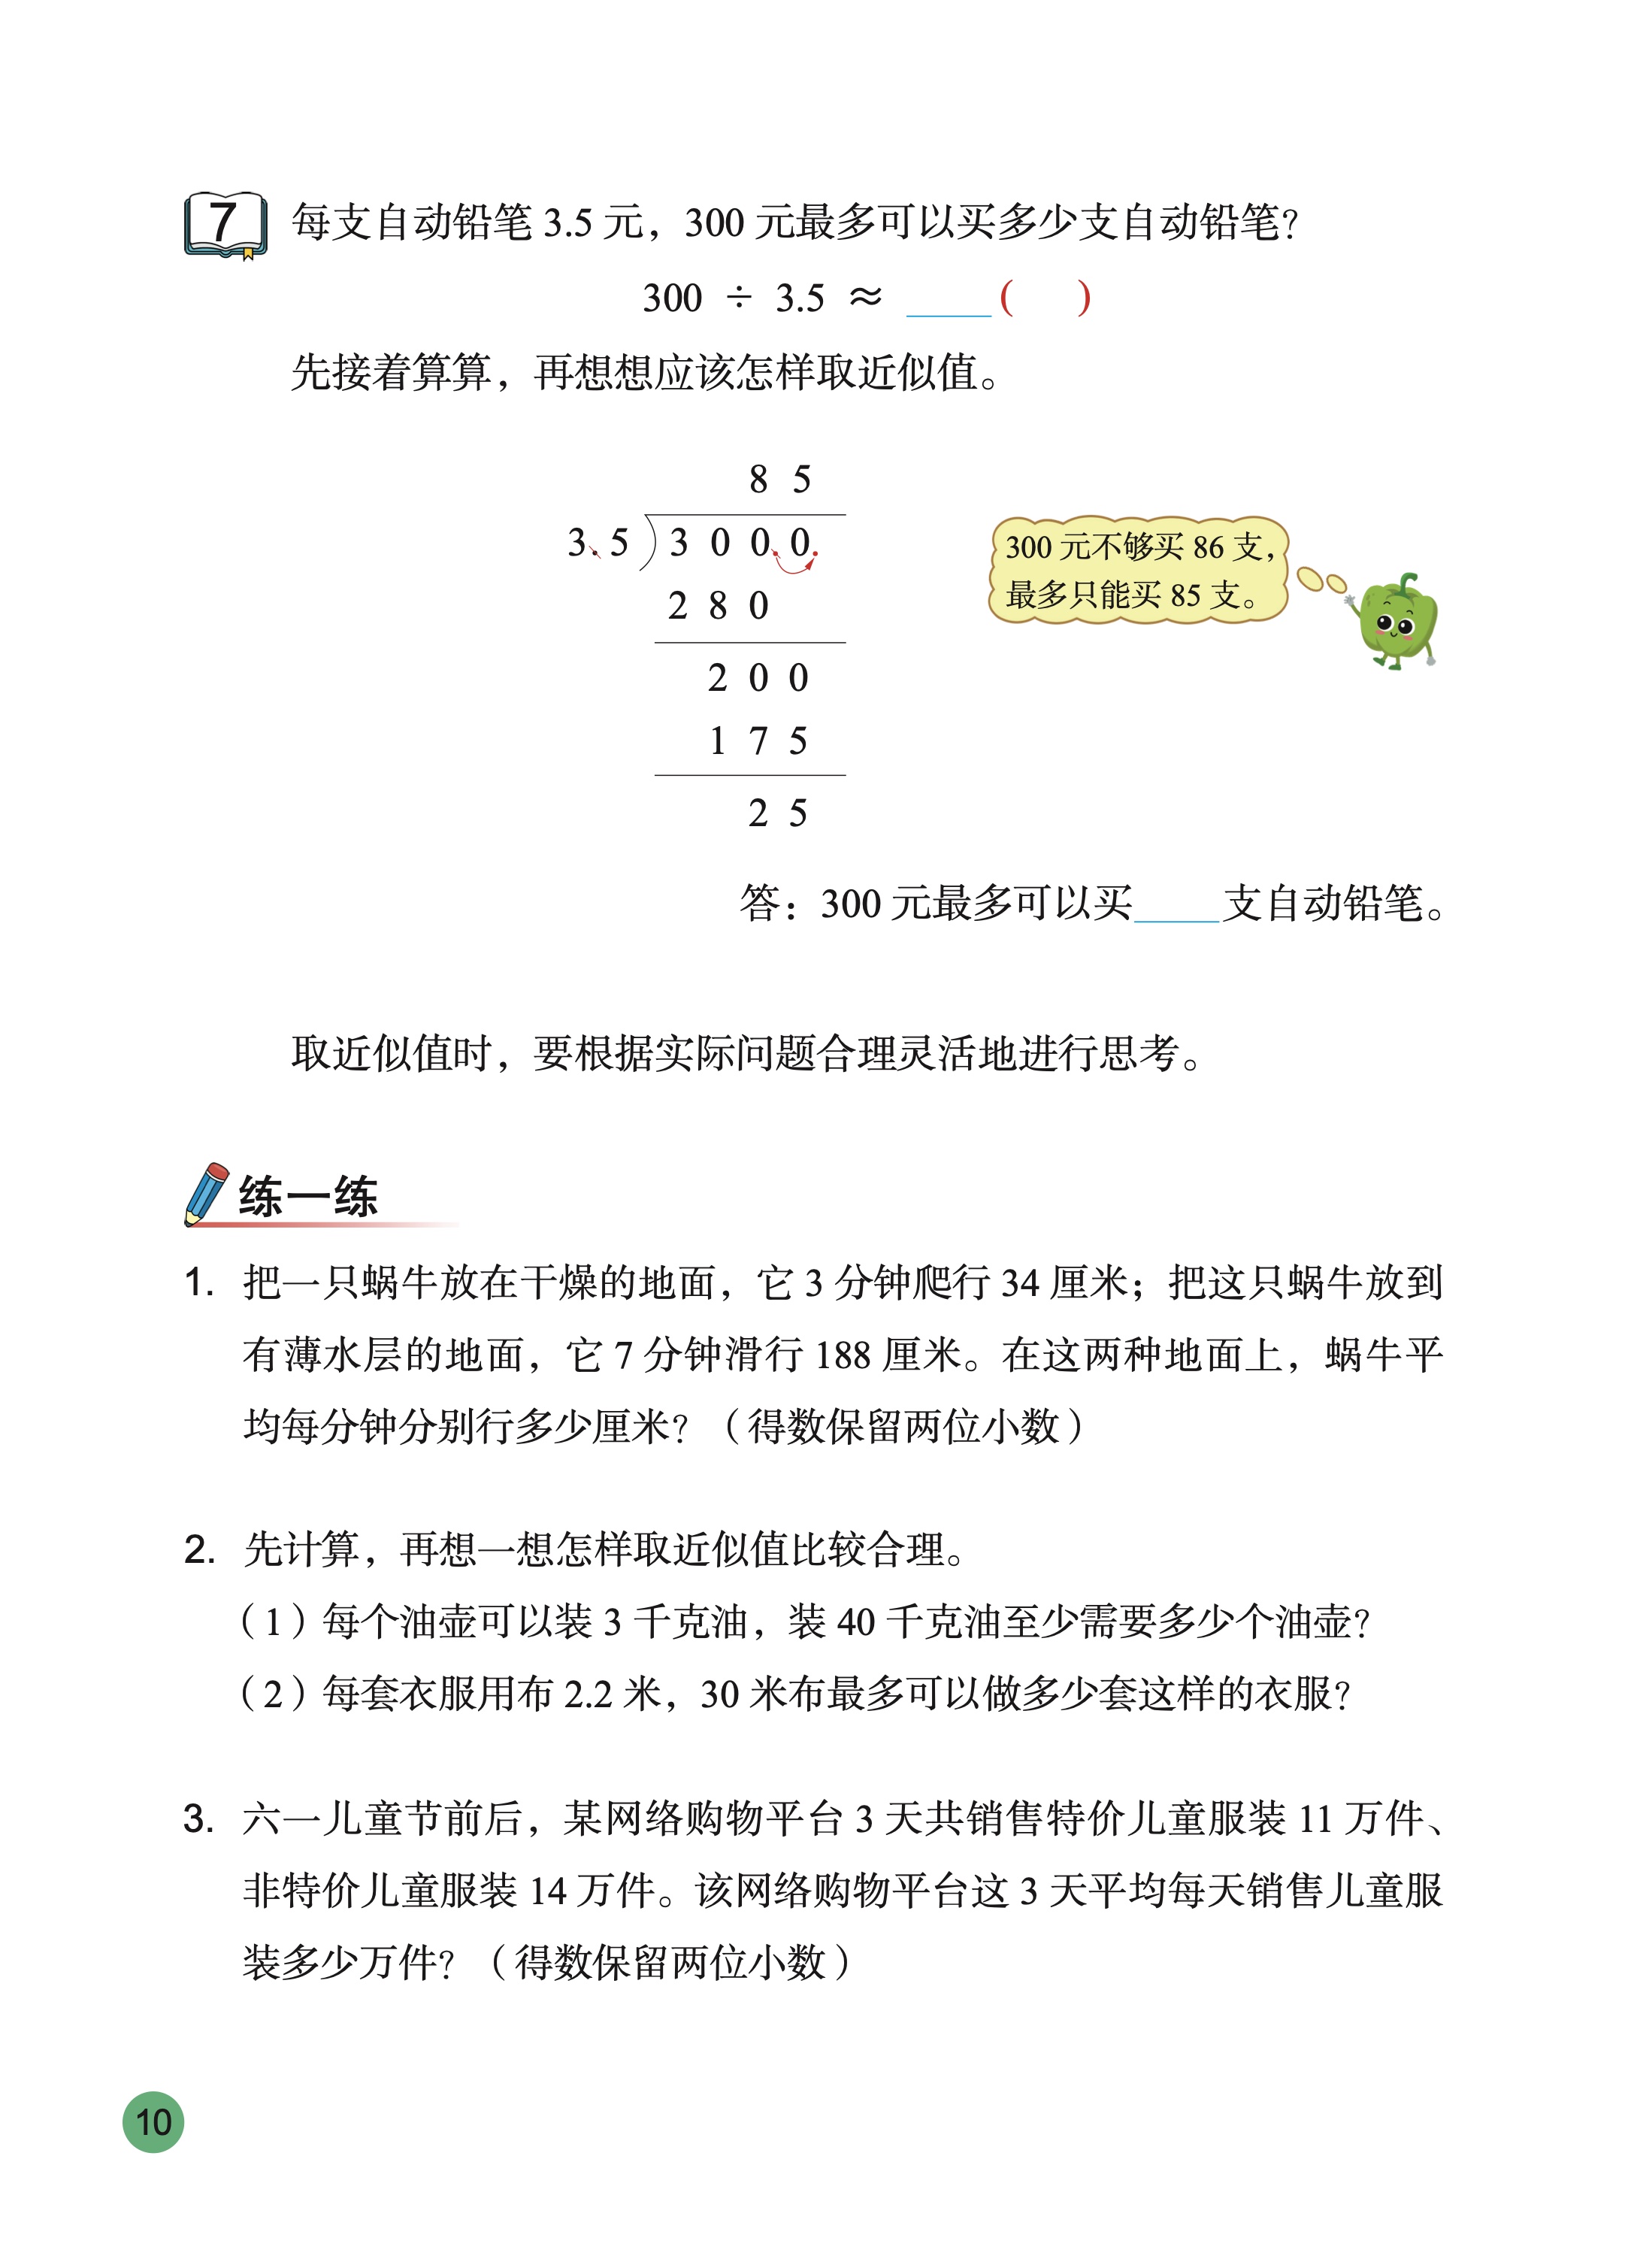 7 每支自动铅笔 3.5 元，300 元最多可以买多少支自动铅笔？
300 ÷ 3.5 ≈ ____（ ）
先接着算算，再想想应该怎样取近似值。
8 5
3.5 ) 3 0 0.0.
2 8 0
2 0 0
1 7 5
2 5
300 元不够买 86 支，
最多只能买 85 支。
答：300 元最多可以买____支自动铅笔。
取近似值时，要根据实际问题合理灵活地进行思考。
练一练
1. 把一只蜗牛放在干燥的地面，它 3 分钟爬行 34 厘米；把这只蜗牛放到
有薄水层的地面，它 7 分钟滑行 188 厘米。在这两种地面上，蜗牛平
均每分钟分别行多少厘米？（得数保留两位小数）
2. 先计算，再想一想怎样取近似值比较合理。
（1）每个油壶可以装 3 千克油，装 40 千克油至少需要多少个油壶？
（2）每套衣服用布 2.2 米，30 米布最多可以做多少套这样的衣服？
3. 六一儿童节前后，某网络购物平台 3 天共销售特价儿童服装 11 万件、
非特价儿童服装 14 万件。该网络购物平台这 3 天平均每天销售儿童服
装多少万件？（得数保留两位小数）
10